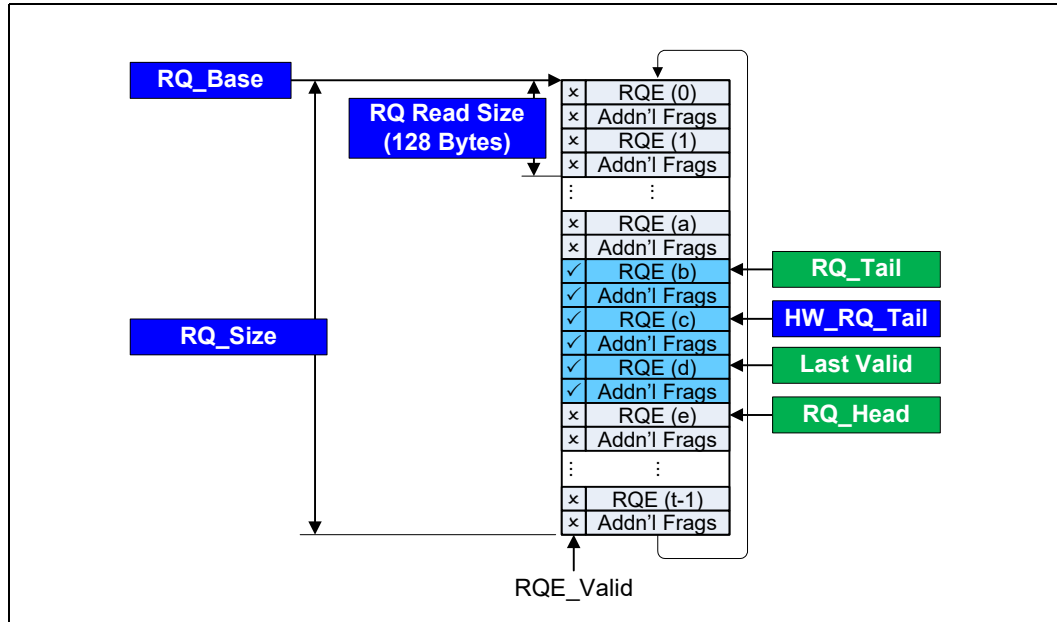 RQ_Base
RQ Read Size
(128 Bytes)
RQ_Size
× RQE (0)
× Addn'l Frags
× RQE (1)
× Addn'l Frags
⋮ ⋮
× RQE (a)
× Addn'l Frags
✓ RQE (b)
✓ Addn'l Frags
✓ RQE (c)
✓ Addn'l Frags
✓ RQE (d)
✓ Addn'l Frags
× RQE (e)
× Addn'l Frags
⋮ ⋮
× RQE (t-1)
× Addn'l Frags
RQ_Tail
HW_RQ_Tail
Last Valid
RQ_Head
RQE_Valid